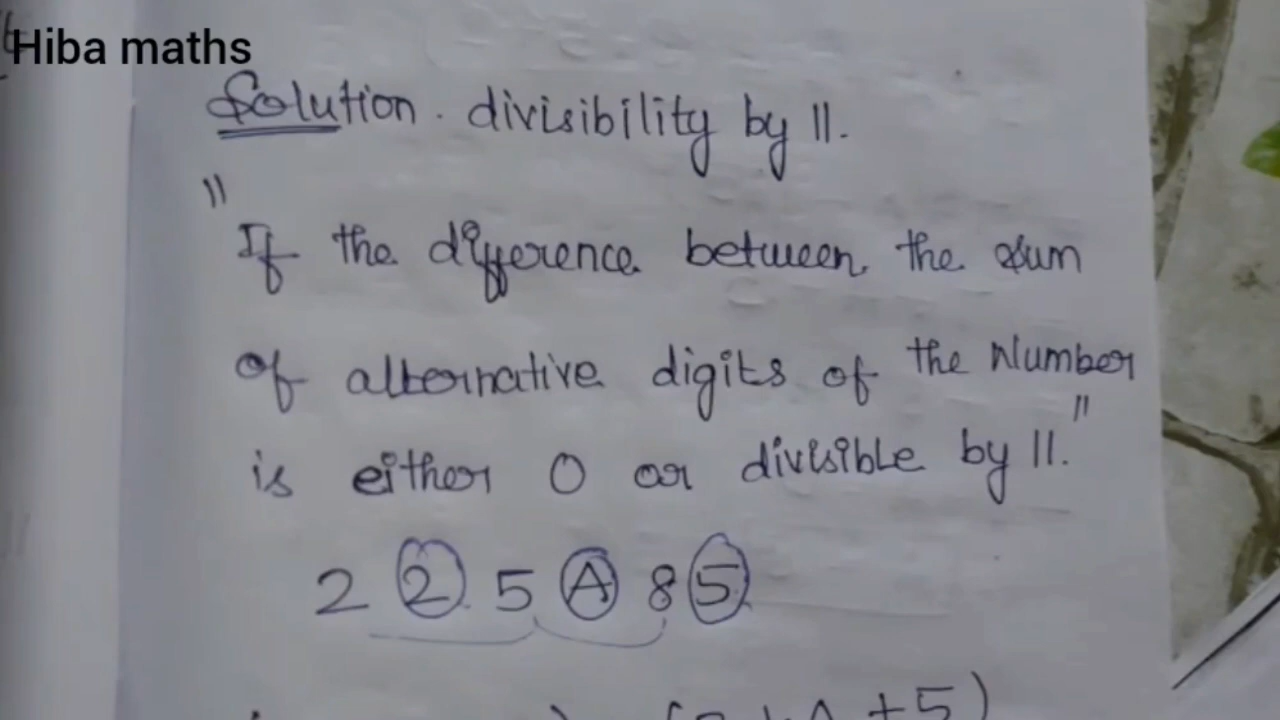 Hiba maths
Solution. divisibility by 11.
"If the difference between the sum
of alternative digits of the Number
is either 0 or divisible by 11."
2 2 5 A 8 5
+ 5)